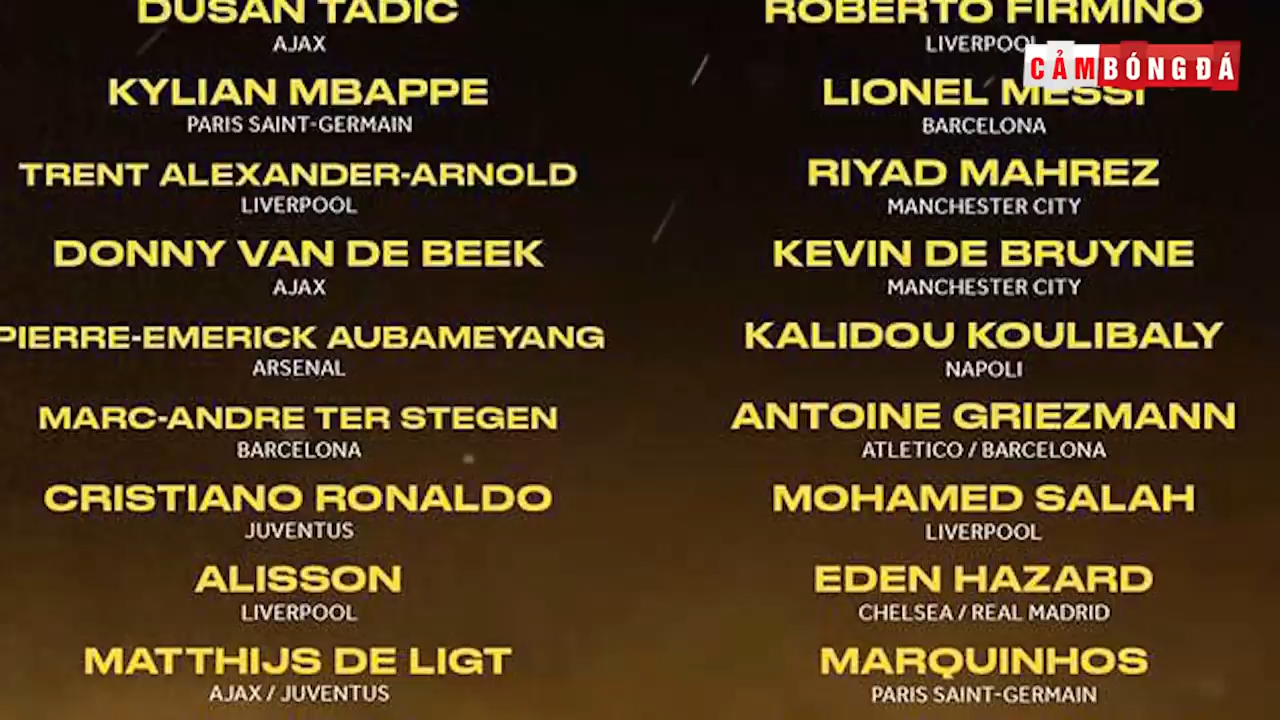 DUSAN TADIC
AJAX
KYLIAN MBAPPE
PARIS SAINT-GERMAIN
TRENT ALEXANDER-ARNOLD
LIVERPOOL
DONNY VAN DE BEEK
AJAX
PIERRE-EMERICK AUBAMEYANG
ARSENAL
MARC-ANDRE TER STEGEN
BARCELONA
CRISTIANO RONALDO
JUVENTUS
ALISSON
LIVERPOOL
MATTHIJS DE LIGT
AJAX / JUVENTUS
ROBERTO FIRMINO
LIVERPOOL
CẢMBÓNGĐÁ
LIONEL MESSI
BARCELONA
RIYAD MAHREZ
MANCHESTER CITY
KEVIN DE BRUYNE
MANCHESTER CITY
KALIDOU KOULIBALY
NAPOLI
ANTOINE GRIEZMANN
ATLETICO / BARCELONA
MOHAMED SALAH
LIVERPOOL
EDEN HAZARD
CHELSEA / REAL MADRID
MARQUINHOS
PARIS SAINT-GERMAIN